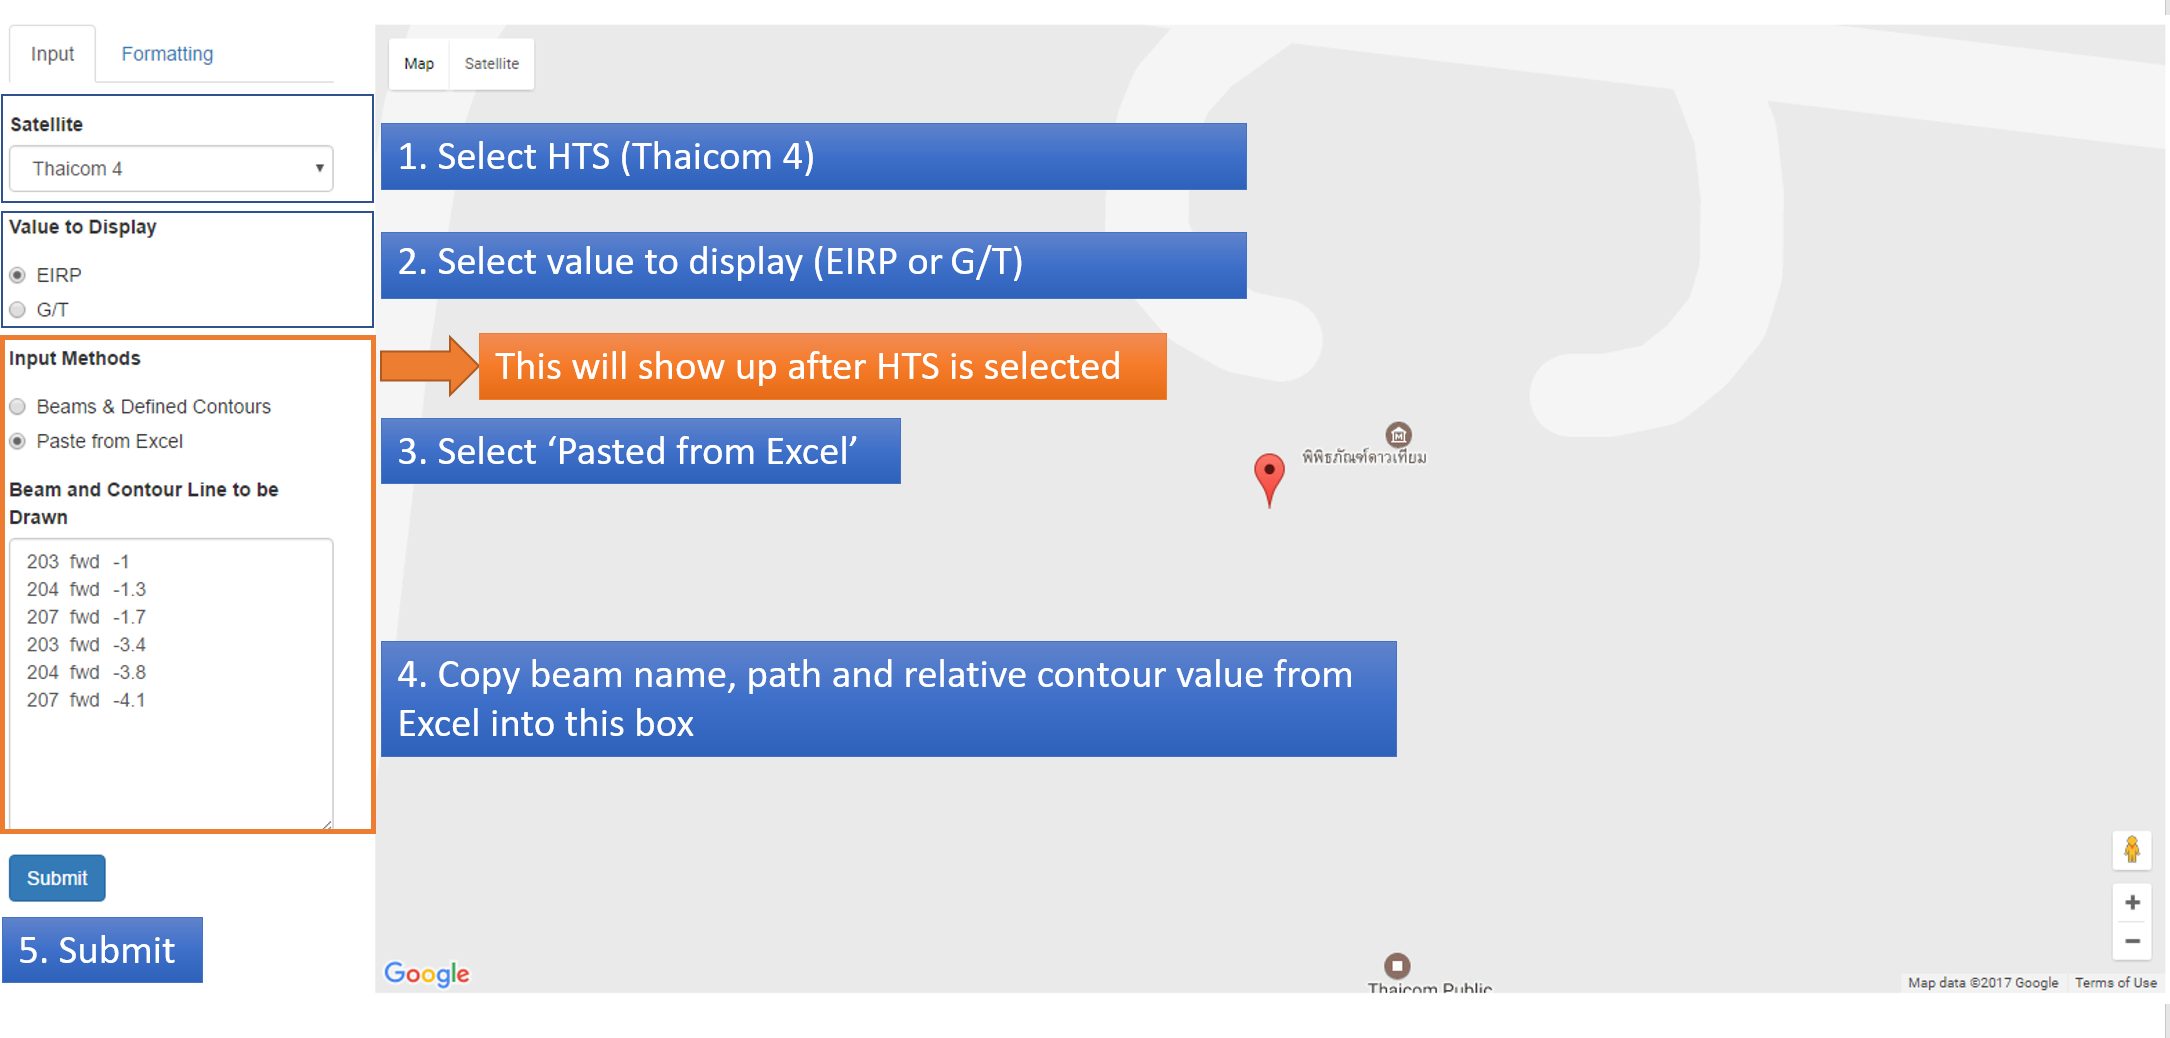 Input
Formatting
Map
Satellite
Satellite
Thaicom 4
1. Select HTS (Thaicom 4)
Value to Display
EIRP
G/T
2. Select value to display (EIRP or G/T)
Input Methods
This will show up after HTS is selected
Beams & Defined Contours
Paste from Excel
3. Select ‘Pasted from Excel’
พิพิธภัณฑ์ดาวเทียม
Beam and Contour Line to be
Drawn
203 fwd -1
204 fwd -1.3
207 fwd -1.7
203 fwd -3.4
204 fwd -3.8
207 fwd -4.1
4. Copy beam name, path and relative contour value from
Excel into this box
Submit
5. Submit
Google
Thaicom Public
Map data ©2017 Google
Terms of Use